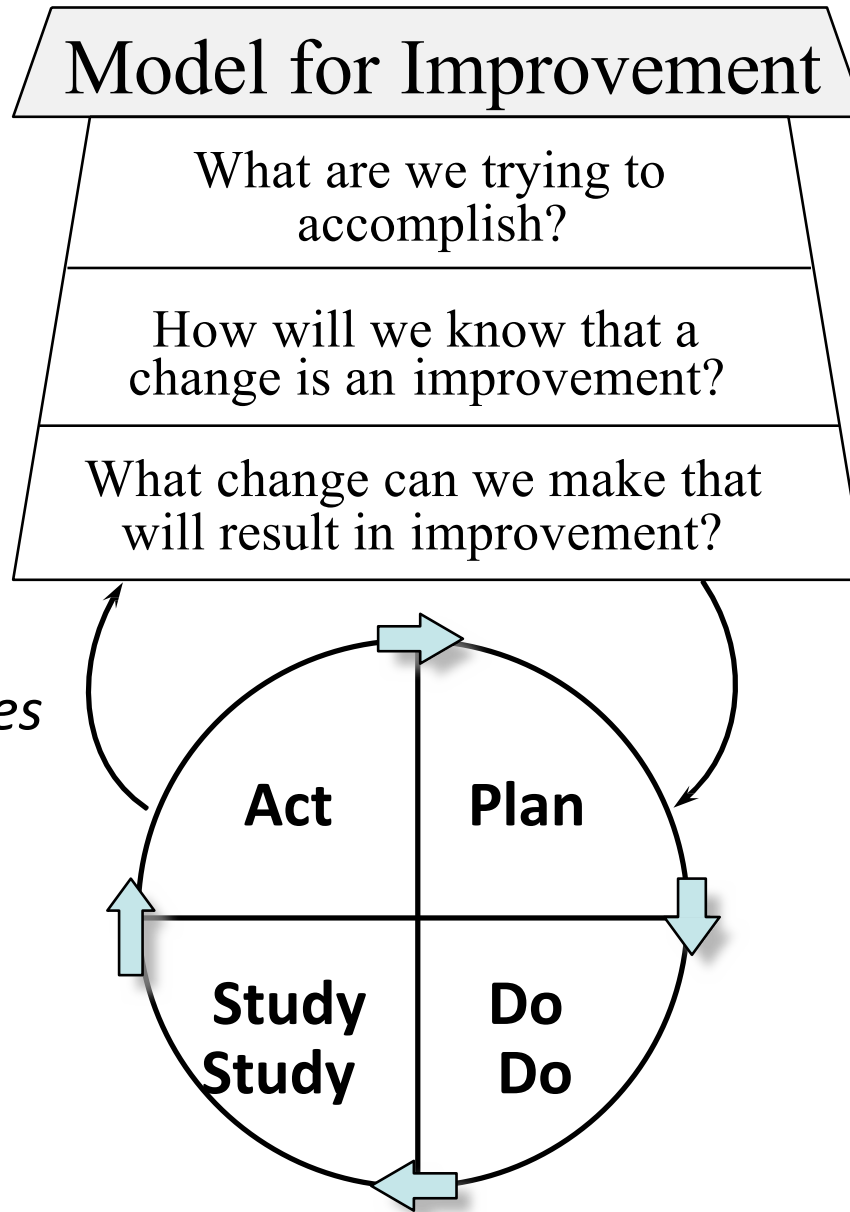 Model for Improvement
What are we trying to
accomplish?
How will we know that a
change is an improvement?
What change can we make that
will result in improvement?
es
Act Plan
Study Do
Study Do